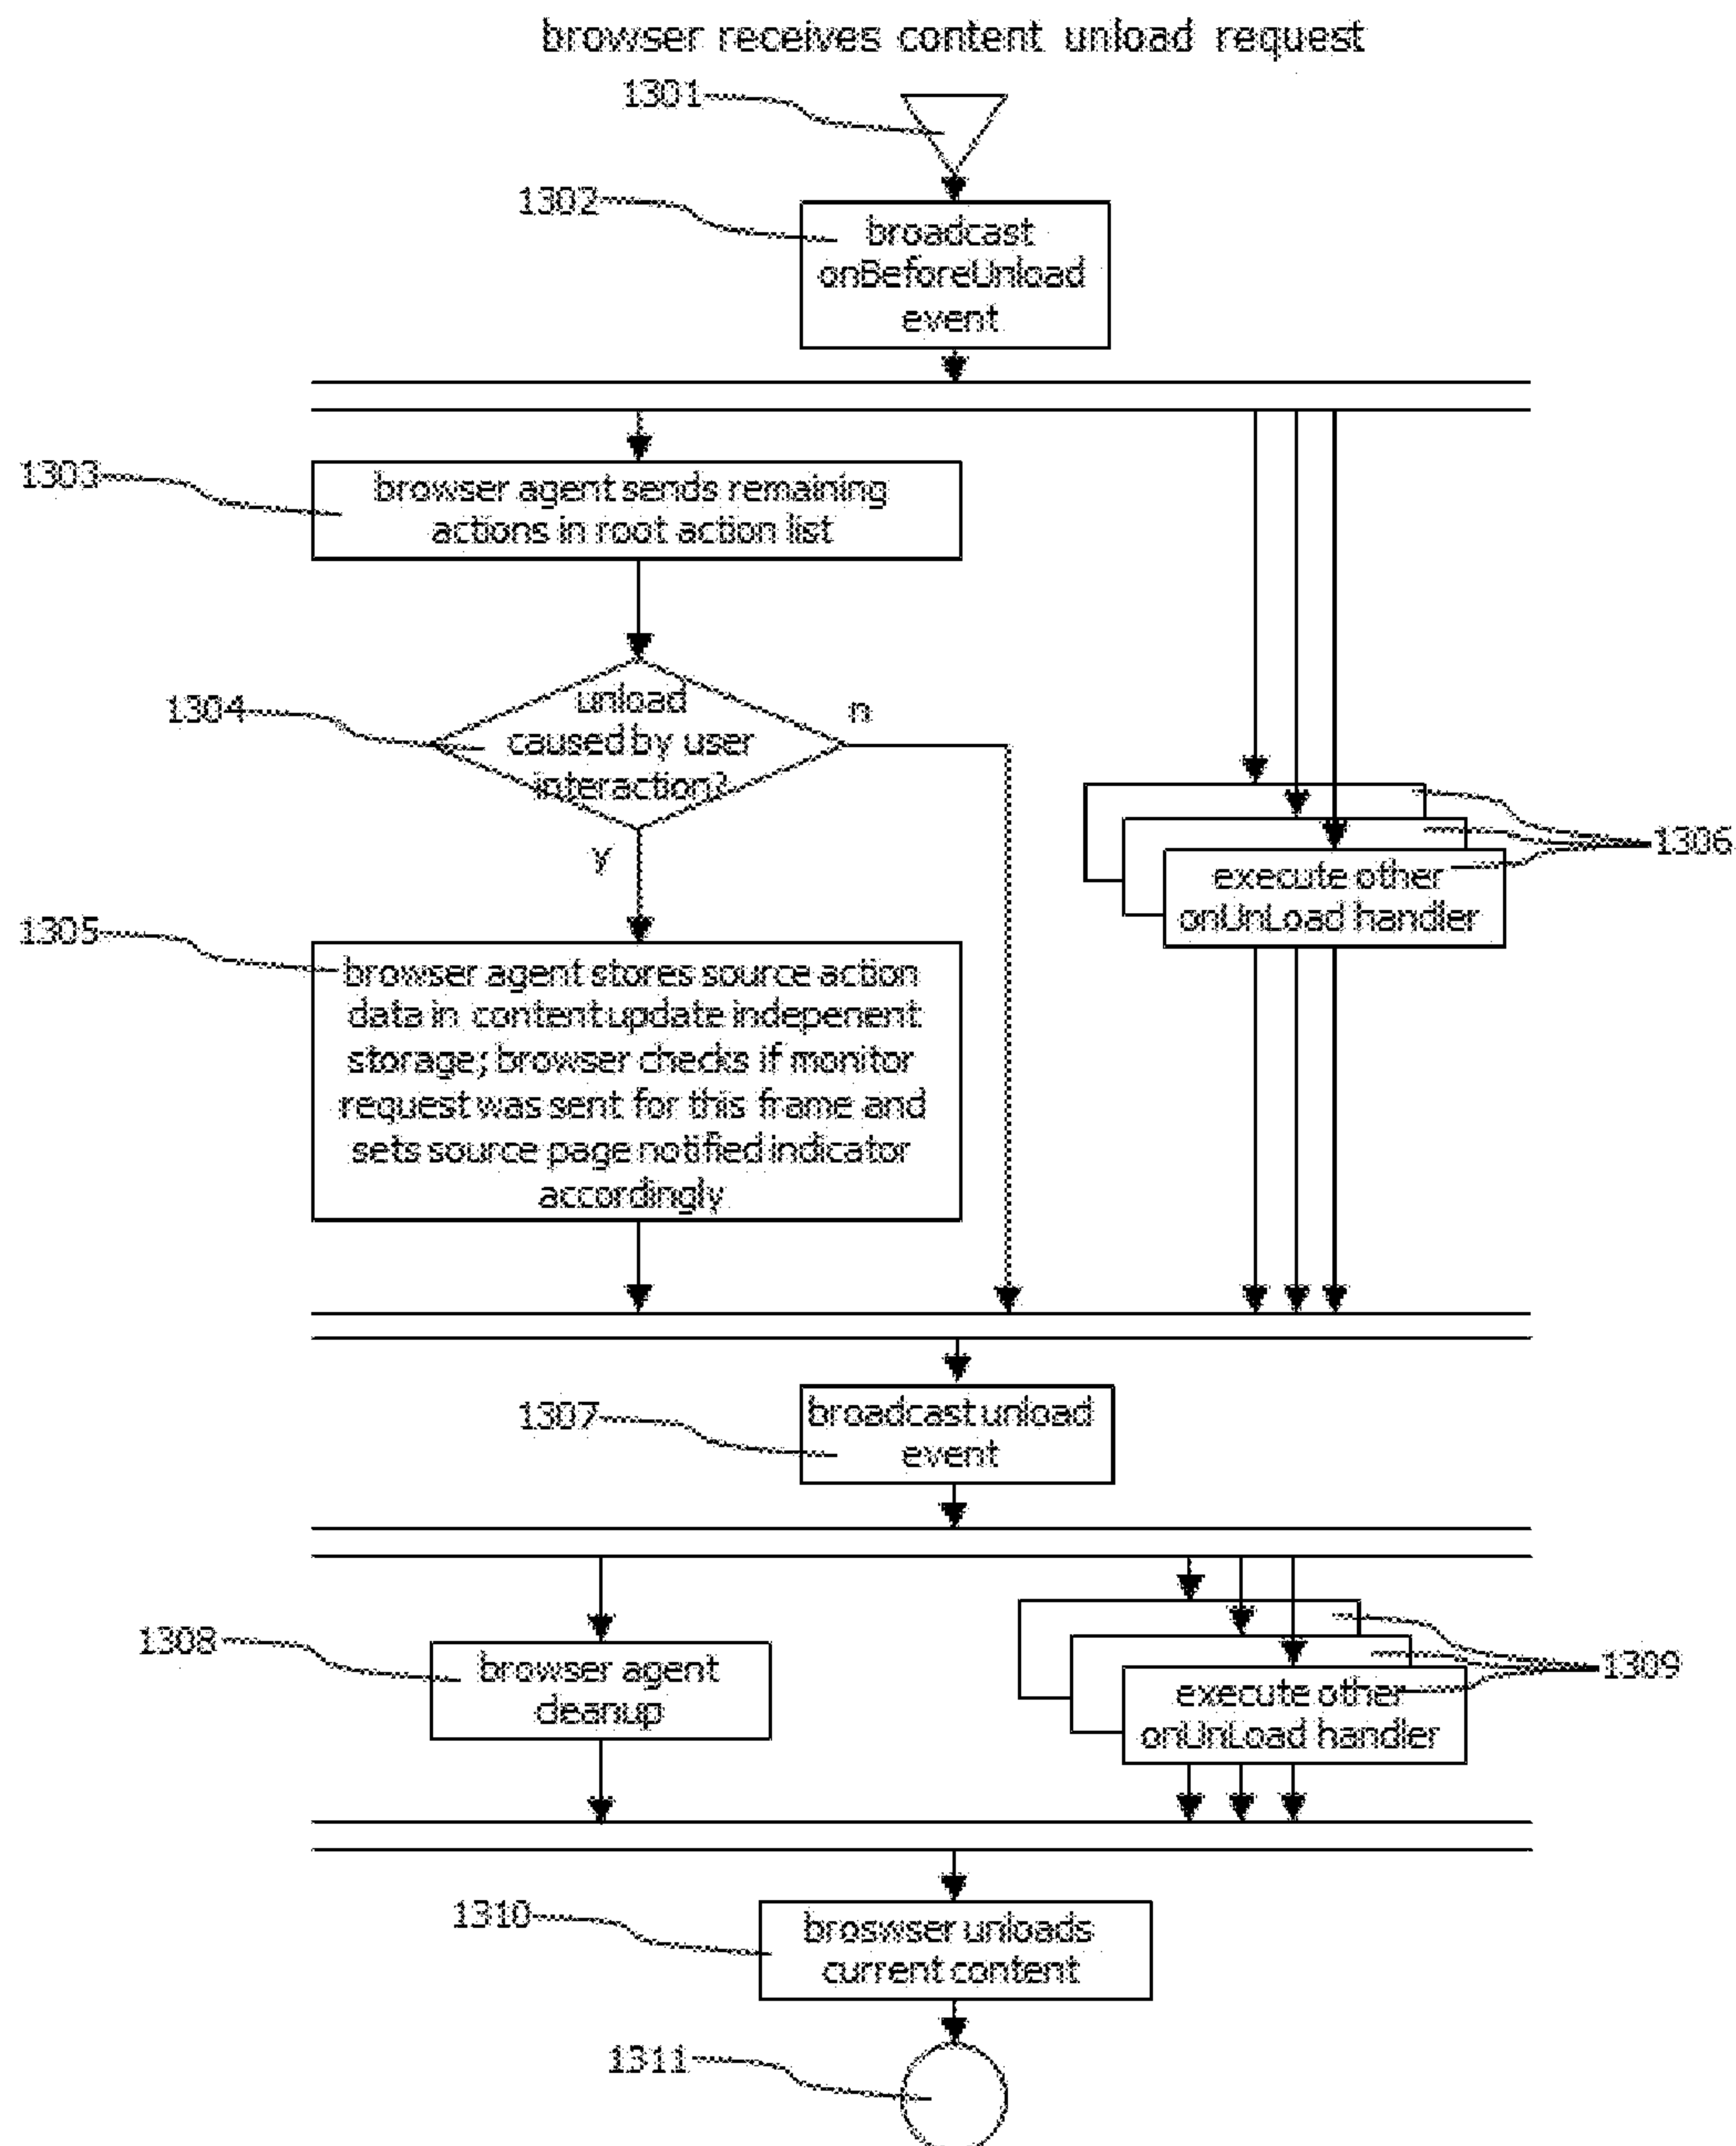 browser receives content unload request
1301
1302
broadcast
onBeforeUnload
event
1303
browser agent sends remaining
actions in root action list
1304
unload
caused by user
interaction?
n
y
1306
execute other
onUnLoad handler
1305
browser agent stores source action
data in content update indepenent
storage; browser checks if monitor
request was sent for this frame and
sets source page notified indicator
accordingly
1307
broadcast unload
event
1308
browser agent
cleanup
1309
execute other
onUnLoad handler
1310
broswser unloads
current content
1311